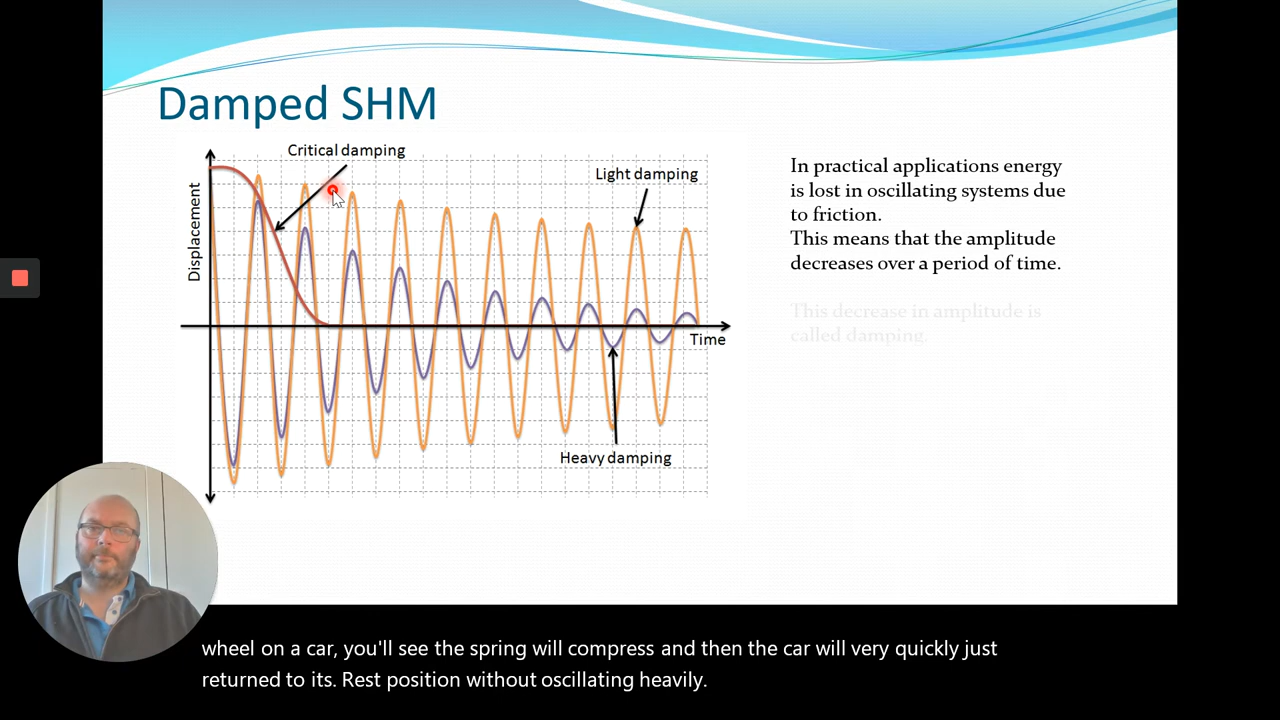 Damped SHM
Critical damping
Light damping
Displacement
Time
Heavy damping
In practical applications energy
is lost in oscillating systems due
to friction.
This means that the amplitude
decreases over a period of time.
This decrease in amplitude is
called damping.
wheel on a car, you'll see the spring will compress and then the car will very quickly just
returned to its. Rest position without oscillating heavily.